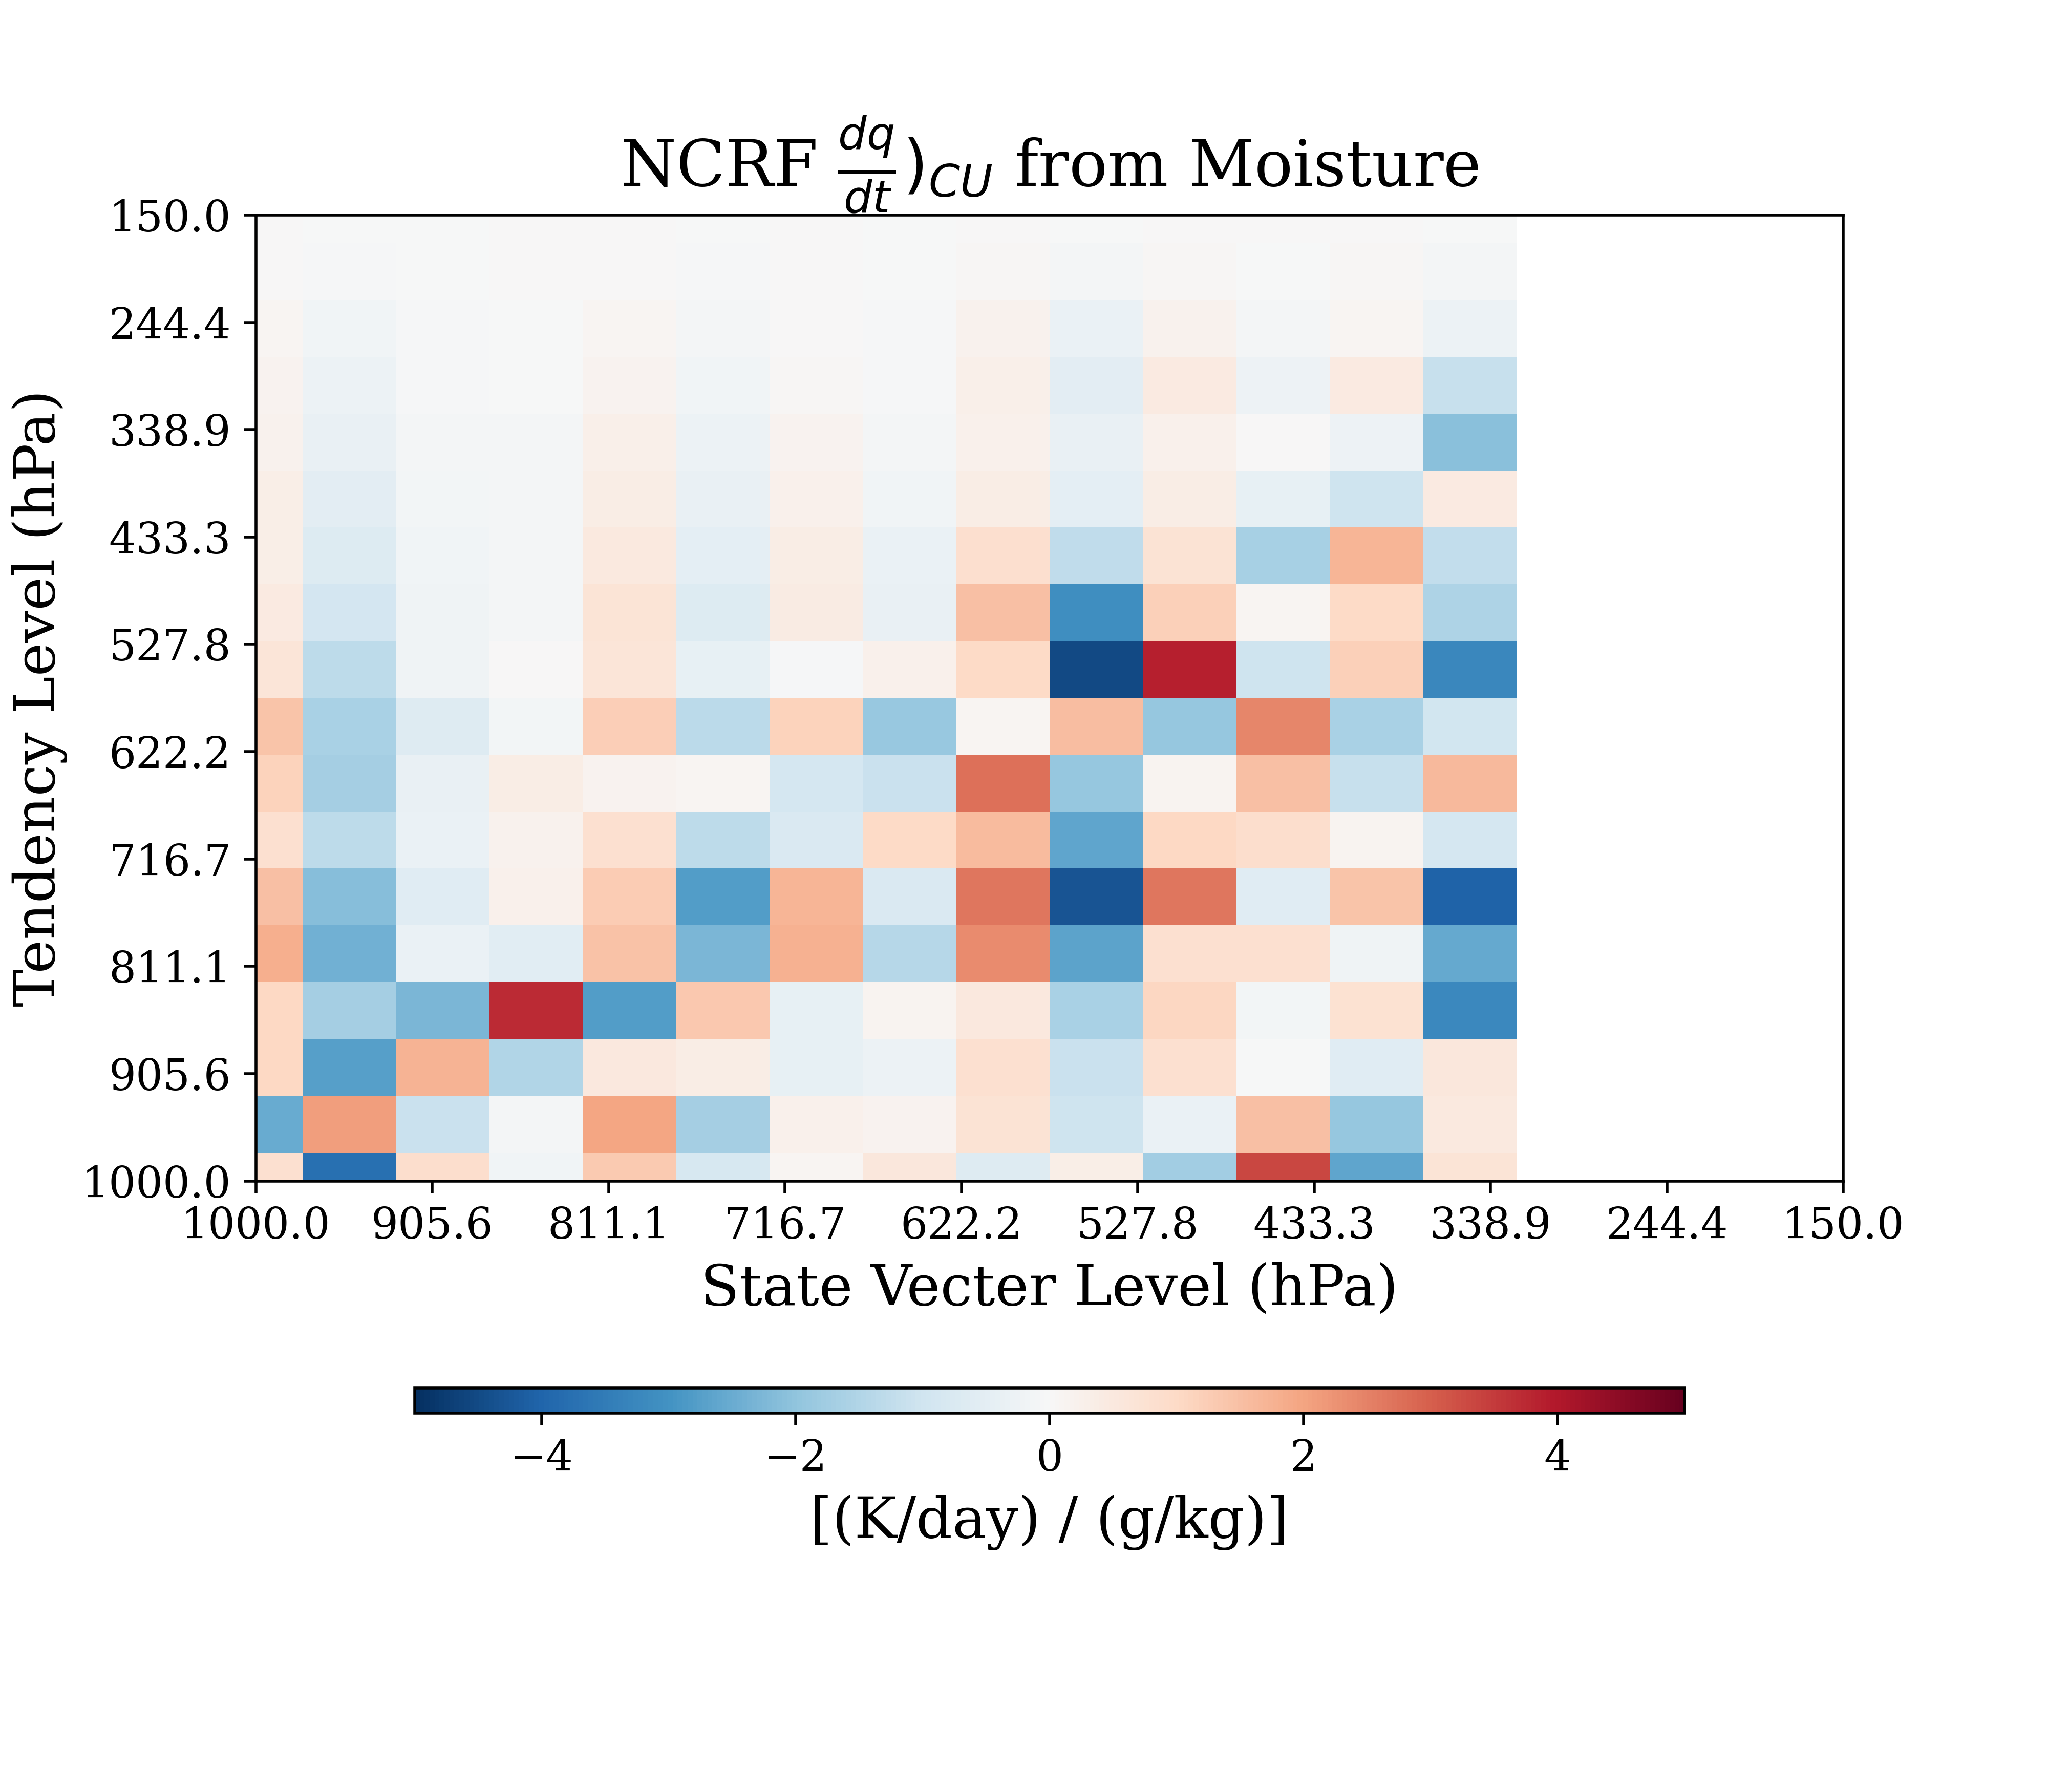 NCRF dq/dt)CU from Moisture
150.0
244.4
338.9
433.3
527.8
622.2
716.7
811.1
905.6
1000.0
Tendency Level (hPa)
1000.0 905.6 811.1 716.7 622.2 527.8 433.3 338.9 244.4 150.0
State Vecter Level (hPa)
−4 −2 0 2 4
[(K/day) / (g/kg)]